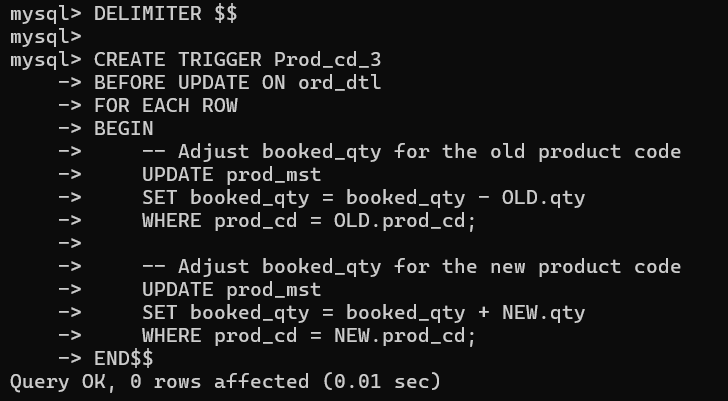 mysql> DELIMITER $$
mysql>
mysql> CREATE TRIGGER Prod_cd_3
    -> BEFORE UPDATE ON ord_dtl
    -> FOR EACH ROW
    -> BEGIN
    ->     -- Adjust booked_qty for the old product code
    ->     UPDATE prod_mst
    ->     SET booked_qty = booked_qty - OLD.qty
    ->     WHERE prod_cd = OLD.prod_cd;
    ->
    ->     -- Adjust booked_qty for the new product code
    ->     UPDATE prod_mst
    ->     SET booked_qty = booked_qty + NEW.qty
    ->     WHERE prod_cd = NEW.prod_cd;
    -> END$$
Query OK, 0 rows affected (0.01 sec)